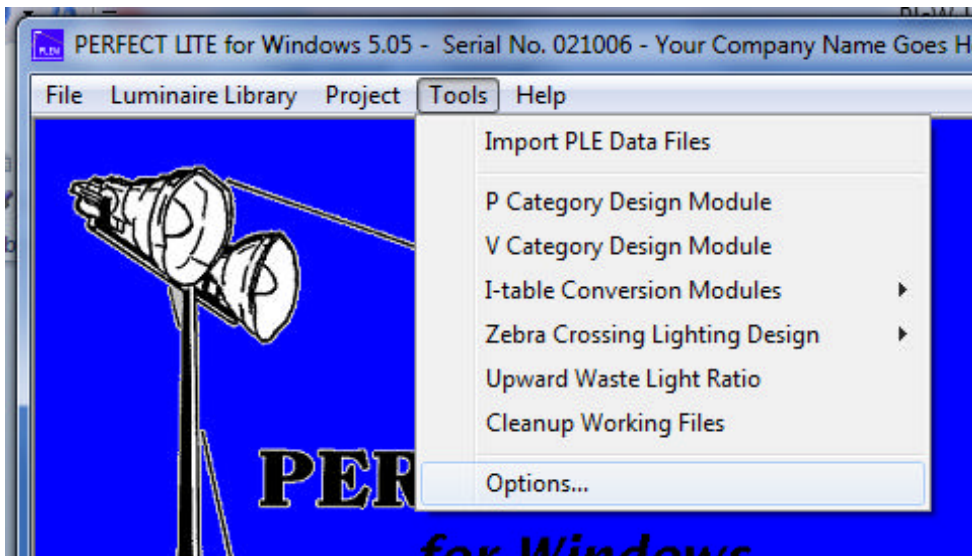 PERFECT LITE for Windows 5.05 - Serial No. 021006 - Your Company Name Goes H
File Luminaire Library Project Tools Help
Import PLE Data Files
P Category Design Module
V Category Design Module
I-table Conversion Modules
Zebra Crossing Lighting Design
Upward Waste Light Ratio
Cleanup Working Files
Options...
PER
for Windows